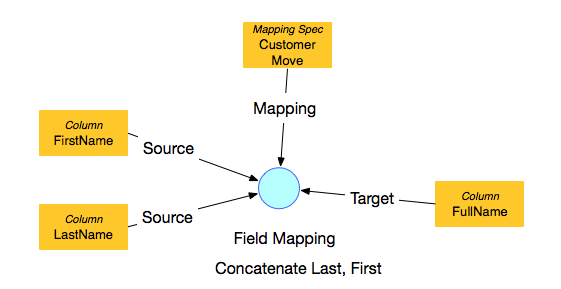 Mapping Spec
Customer
Move
Mapping
Column
FirstName
Source
Column
LastName
Source
Target
Column
FullName
Field Mapping
Concatenate Last, First